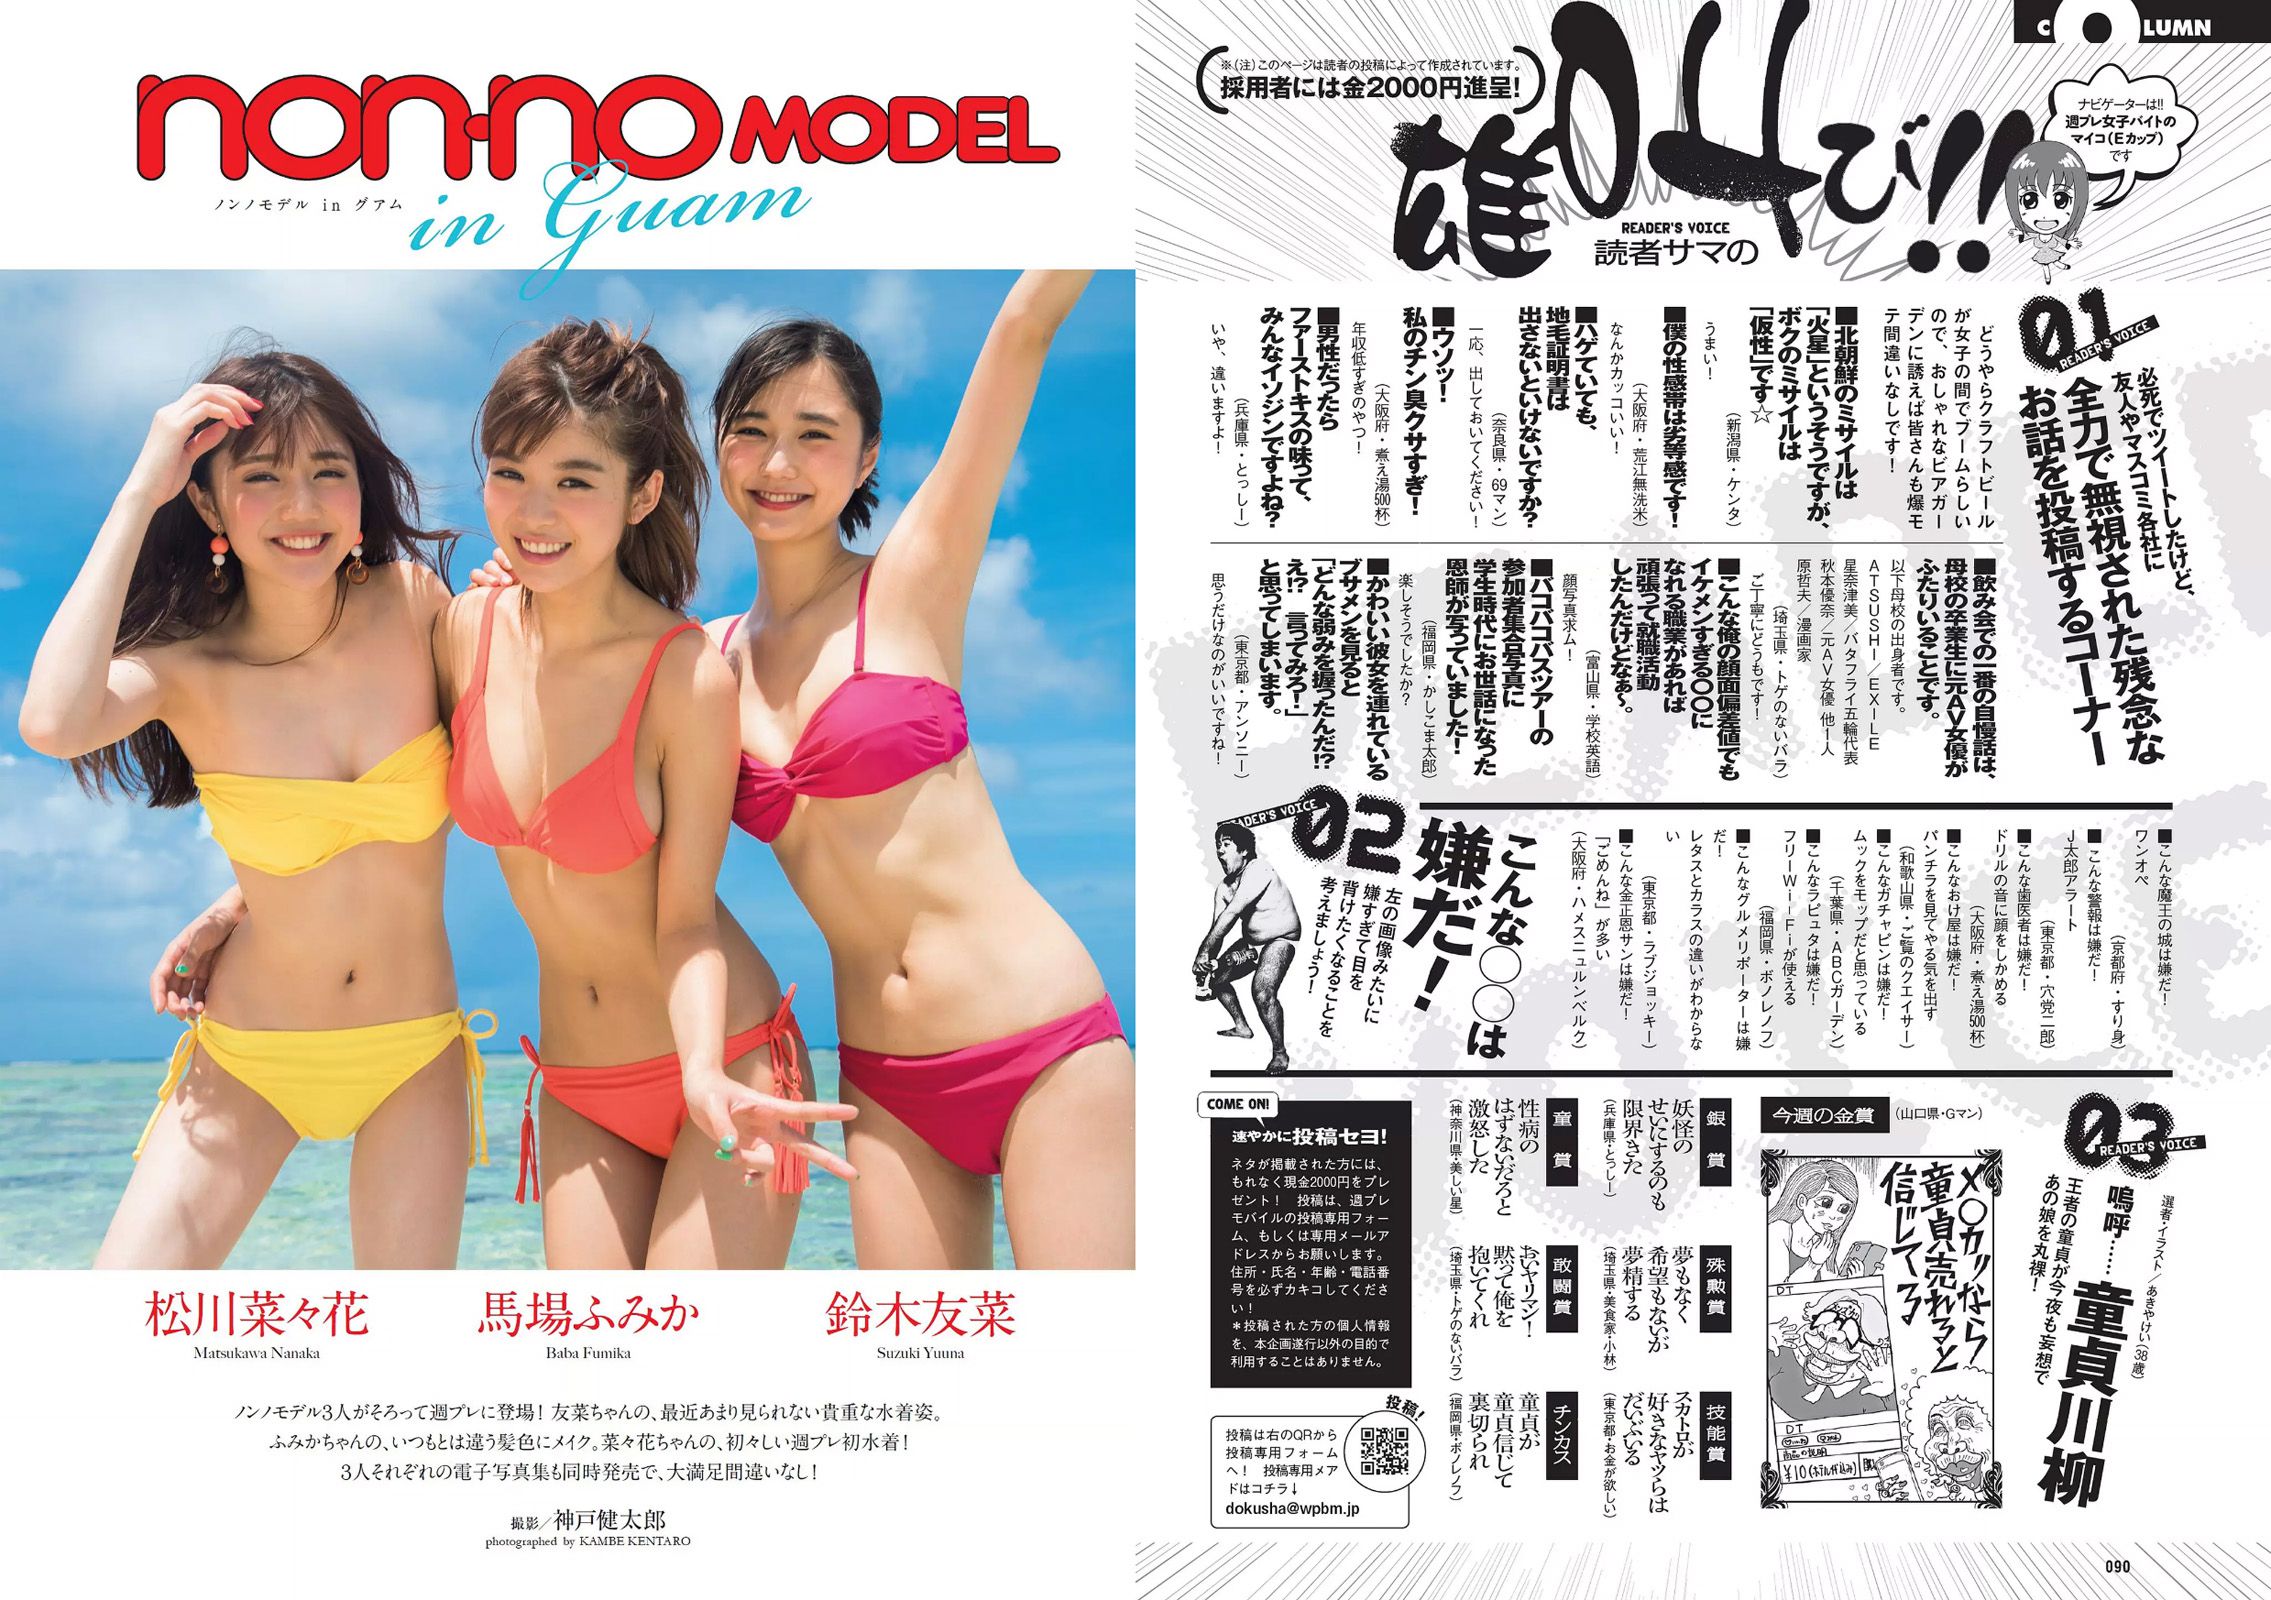 non-no MODEL
in Guam
ノンノモデル in グアム
松川菜々花
Matsukawa Nanaka
馬場ふみか
Baba Fumika
鈴木友菜
Suzuki Yuuna
ノンノモデル3人がそろって週プレに登場！ 友菜ちゃんの、最近あまり見られない貴重な水着姿。
ふみかちゃんの、いつもとは違う髪色にメイク。菜々花ちゃんの、初々しい週プレ初水着！
3人それぞれの電子写真集も同時発売で、大満足間違いなし！
撮影／神戸健太郎
photographed by KAMBE KENTARO
COLUMN
※（注）このページは読者の投稿によって作成されています。
採用者には金2000円進呈！
READER'S VOICE
読者サマの
雄叫び!!
ナビゲーターは!!
週プレ女子バイトの
マイコ（Eカップ）
です
01
READER'S VOICE
必死でツイートしたけど、
友人やマスコミ各社に
全力で無視された残念な
お話を投稿するコーナー
どうやらクラフトビール
が女子の間でブームらしい
ので、おしゃれなビアガー
デンに誘えば皆さんも爆モ
テ間違いなしです！
■北朝鮮のミサイルは
「火星」というそうですが、
ボクのミサイルは
「仮性」です☆
（新潟県・ケンタ）
うまい！
■僕の性感帯は劣等感です！
（大阪府・荒江無洗米）
なんかカッコいい！
■ハゲていても、
地毛証明書は
出さないといけないですか？
（奈良県・69マン）
一応、出しておいてください！
■ウソッ！
私のチン臭クサすぎ！
（大阪府・煮え湯500杯）
年収低すぎのやつ！
■男性だったら
ファーストキスの味って、
みんなイソジンですよね？
（兵庫県・とっしー）
いや、違いますよ！
■飲み会での一番の自慢話は、
母校の卒業生に元AV女優が
ふたりいることです。
以下母校の出身者です。
ATSUSHI／EXILE
星奈津美／バタフライ五輪代表
秋本優奈／元AV女優 他1人
原哲夫／漫画家
（埼玉県・トゲのないバラ）
ご丁寧にどうもです！
■こんな俺の顔面偏差値でも
イケメンすぎる〇〇に
なれる職業があれば
頑張って就職活動
したんだけどなぁ〜。
（富山県・学校英語）
顔写真求ム！
■バコバコバスツアーの
参加者集合写真に
学生時代にお世話になった
恩師が写っていました！
（福岡県・かしこま太郎）
楽しそうでしたか？
■かわいい彼女を連れている
ブサメンを見ると
「どんな弱みを握ったんだ!?
え!? 言ってみろ！」
と思ってしまいます。
（東京都・アンソニー）
思うだけなのがいいですね！
02
READER'S VOICE
こんな〇〇は
嫌だ！
左の画像みたいに
嫌すぎて目を
背けたくなることを
考えましょう！
■こんな魔王の城は嫌だ！
ワンオペ
（京都府・すり身）
■こんな警報は嫌だ！
J太郎アラート
（東京都・穴党二郎）
■こんな歯医者は嫌だ！
ドリルの音に顔をしかめる
（大阪府・煮え湯500杯）
■こんなおけ屋は嫌だ！
パンチラを見てやる気を出す
（和歌山県・ご覧のクエイサー）
■こんなガチャピンは嫌だ！
ムックをモップだと思っている
（千葉県・ABCガーデン）
■こんなラピュタは嫌だ！
フリーWi-Fiが使える
（福岡県・ボノレノフ）
■こんなグルメリポーターは嫌
だ！
レタスとカラスの違いがわからな
い
（東京都・ラブジョッキー）
■こんな金正恩サンは嫌だ！
「ごめんね」が多い
（大阪府・ハメスニュルンベルク）
03
READER'S VOICE
選者・イラスト／あきやけい（38歳）
嗚呼……童貞川柳
王者の童貞が今夜も妄想で
あの娘を丸裸！
今週の金賞
（山口県・Gマン）
メ〇カリなら
童貞売れると
信じてる
DT
DT
商品の説明
¥10
銀賞
妖怪の
せいにするのも
限界きた
（兵庫県・とっしー）
童賞
性病の
はずないだろと
激怒した
（神奈川県・美しい星）
殊勲賞
夢もなく
希望もないが
夢精する
（埼玉県・美食家・小林）
敢闘賞
おいヤリマン！
黙って俺を
抱いてくれ
（埼玉県・トゲのないバラ）
技能賞
スカトロが
好きなヤツらは
だいぶいる
（東京都・お金が欲しい）
チンカス
童貞が
童貞信じて
裏切られ
（福岡県・ボノレノフ）
COME ON!
速やかに投稿セヨ！
ネタが掲載された方には、
もれなく現金2000円をプレ
ゼント！ 投稿は、週プレ
モバイルの投稿専用フォー
ム、もしくは専用メールア
ドレスからお願いします。
住所・氏名・年齢・電話番
号を必ずカキコしてくださ
い！
＊投稿された方の個人情報
を、本企画遂行以外の目的で
利用することはありません。
投稿！
投稿は右のQRから
投稿専用フォーム
へ！ 投稿専用メア
ドはコチラ↓
dokusha@wpbm.jp
090